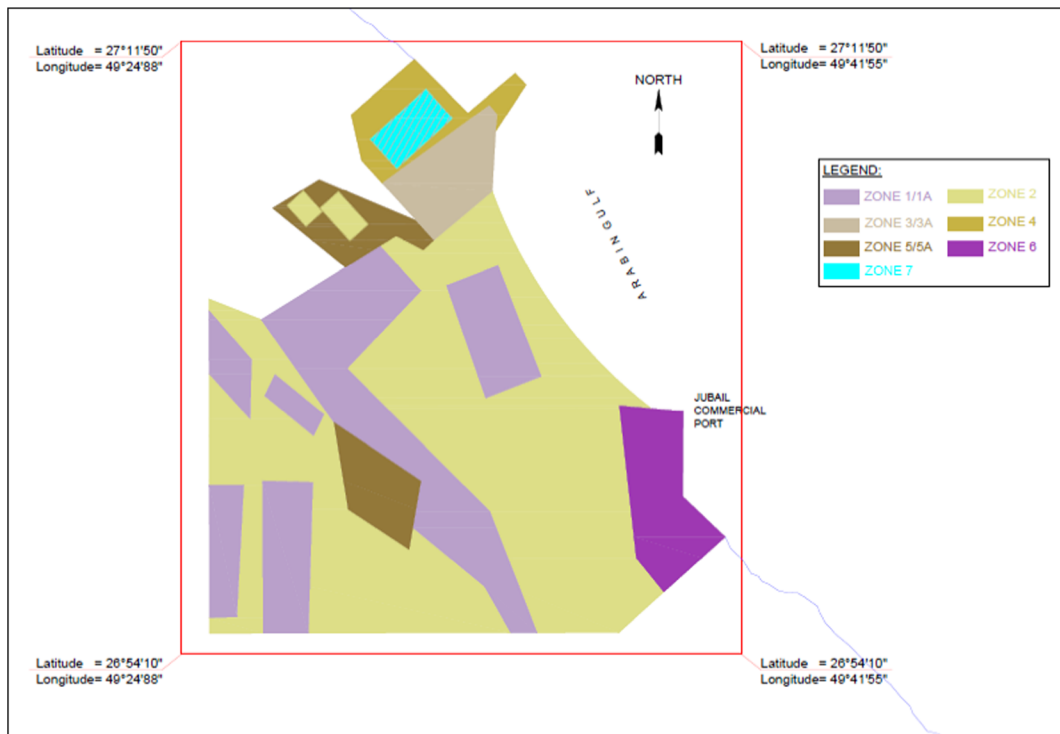 Latitude = 27°11'50"
Longitude= 49°24'88"
Latitude = 27°11'50"
Longitude= 49°41'55"
NORTH
ARABINGULF
LEGEND:
ZONE 1/1A
ZONE 2
ZONE 3/3A
ZONE 4
ZONE 5/5A
ZONE 6
ZONE 7
JUBAIL
COMMERCIAL
PORT
Latitude = 26°54'10"
Longitude= 49°24'88"
Latitude = 26°54'10"
Longitude= 49°41'55"